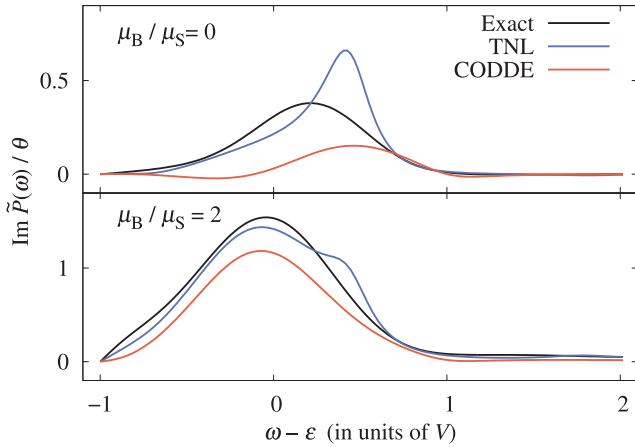 μB / μS = 0
Exact
TNL
CODDE
0.5
0
Im P̃(ω) / θ
μB / μS = 2
1
0
−1 0 1 2
ω − ε (in units of V)